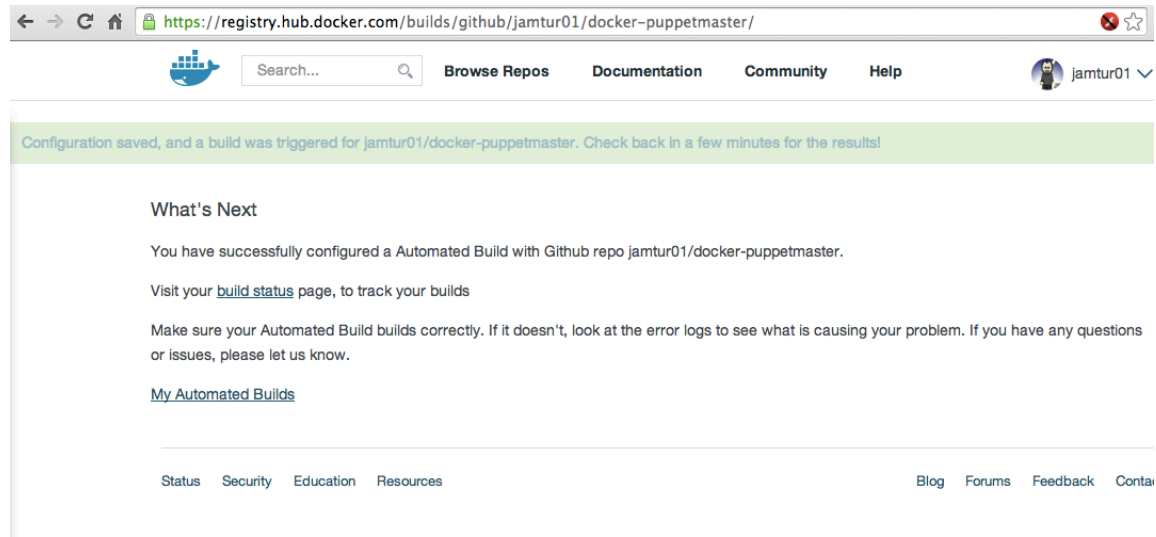 https://registry.hub.docker.com/builds/github/jamtur01/docker-puppetmaster/
Search... Browse Repos Documentation Community Help jamtur01
Configuration saved, and a build was triggered for jamtur01/docker-puppetmaster. Check back in a few minutes for the results!
What's Next
You have successfully configured a Automated Build with Github repo jamtur01/docker-puppetmaster.
Visit your build status page, to track your builds
Make sure your Automated Build builds correctly. If it doesn't, look at the error logs to see what is causing your problem. If you have any questions
or issues, please let us know.
My Automated Builds
Status Security Education Resources Blog Forums Feedback Conta